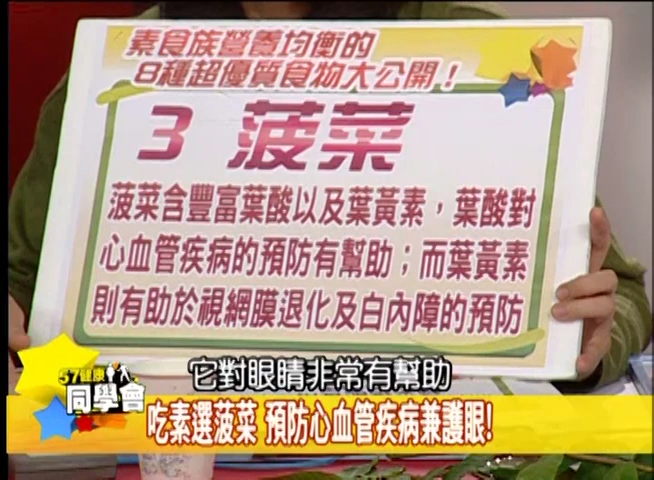 素食族營養均衡的
8種超優質食物大公開！
3 菠菜
菠菜含豐富葉酸以及葉黃素，葉酸對
心血管疾病的預防有幫助；而葉黃素
則有助於視網膜退化及白內障的預防
它對眼睛非常有幫助
57健康
同學會
吃素選菠菜 預防心血管疾病兼護眼!